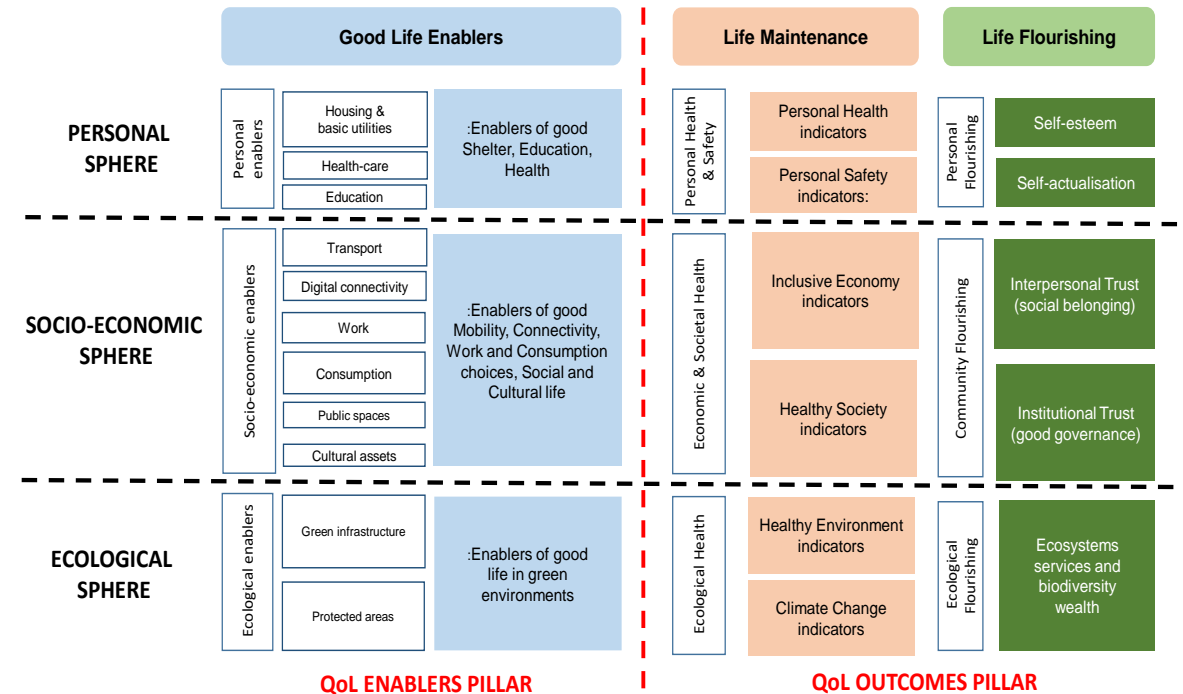 Good Life Enablers
Life Maintenance
Life Flourishing
PERSONAL
SPHERE
Personal
enablers
Housing &
basic utilities
Health-care
Education
:Enablers of good
Shelter, Education,
Health
Personal Health
& Safety
Personal Health
indicators
Personal Safety
indicators:
Personal
Flourishing
Self-esteem
Self-actualisation
SOCIO-ECONOMIC
SPHERE
Socio-economic enablers
Transport
Digital connectivity
Work
Consumption
Public spaces
Cultural assets
:Enablers of good
Mobility, Connectivity,
Work and Consumption
choices, Social and
Cultural life
Economic & Societal Health
Inclusive Economy
indicators
Healthy Society
indicators
Community Flourishing
Interpersonal Trust
(social belonging)
Institutional Trust
(good governance)
ECOLOGICAL
SPHERE
Ecological enablers
Green infrastructure
Protected areas
:Enablers of good
life in green
environments
Ecological Health
Healthy Environment
indicators
Climate Change
indicators
Ecological
Flourishing
Ecosystems
services and
biodiversity
wealth
QoL ENABLERS PILLAR
QoL OUTCOMES PILLAR